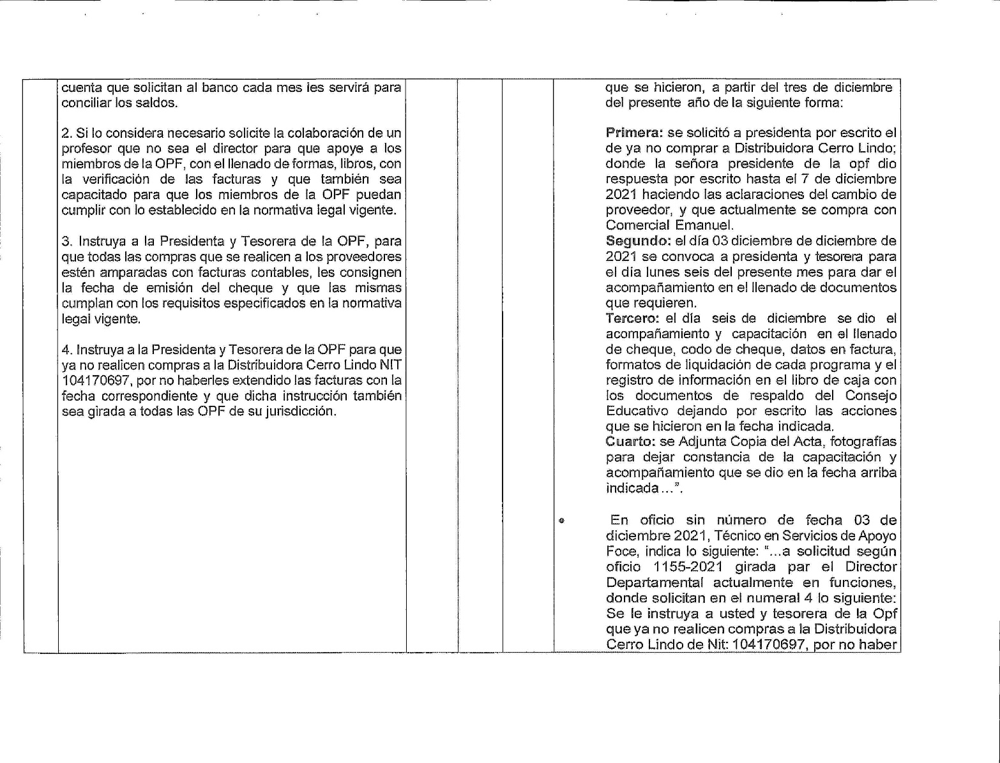 cuenta que solicitan al banco cada mes les servirá para
conciliar los saldos.
2. Si lo considera necesario solicite la colaboración de un
profesor que no sea el director para que apoye a los
miembros de la OPF, con el llenado de formas, libros, con
la verificación de las facturas y que también sea
capacitado para que los miembros de la OPF puedan
cumplir con lo establecido en la normativa legal vigente.
3. Instruya a la Presidenta y Tesorera de la OPF, para
que todas las compras que se realicen a los proveedores
estén amparadas con facturas contables, les consignen
la fecha de emisión del cheque y que las mismas
cumplan con los requisitos especificados en la normativa
legal vigente.
4. Instruya a la Presidenta y Tesorera de la OPF para que
ya no realicen compras a la Distribuidora Cerro Lindo NIT
104170697, por no haberles extendido las facturas con la
fecha correspondiente y que dicha instrucción también
sea girada a todas las OPF de su jurisdicción.
que se hicieron, a partir del tres de diciembre
del presente año de la siguiente forma:
Primera: se solicitó a presidenta por escrito el
de ya no comprar a Distribuidora Cerro Lindo;
donde la señora presidente de la opf dio
respuesta por escrito hasta el 7 de diciembre
2021 haciendo las aclaraciones del cambio de
proveedor, y que actualmente se compra con
Comercial Emanuel.
Segundo: el día 03 diciembre de diciembre de
2021 se convoca a presidenta y tesorera para
el día lunes seis del presente mes para dar el
acompañamiento en el llenado de documentos
que requieren.
Tercero: el día seis de diciembre se dio el
acompañamiento y capacitación en el llenado
de cheque, codo de cheque, datos en factura,
formatos de liquidación de cada programa y el
registro de información en el libro de caja con
los documentos de respaldo del Consejo
Educativo dejando por escrito las acciones
que se hicieron en la fecha indicada.
Cuarto: se Adjunta Copia del Acta, fotografías
para dejar constancia de la capacitación y
acompañamiento que se dio en la fecha arriba
indicada...”.
• En oficio sin número de fecha 03 de
diciembre 2021, Técnico en Servicios de Apoyo
Foce, indica lo siguiente: “...a solicitud según
oficio 1155-2021 girada par el Director
Departamental actualmente en funciones,
donde solicitan en el numeral 4 lo siguiente:
Se le instruya a usted y tesorera de la Opf
que ya no realicen compras a la Distribuidora
Cerro Lindo de Nit: 104170697, por no haber